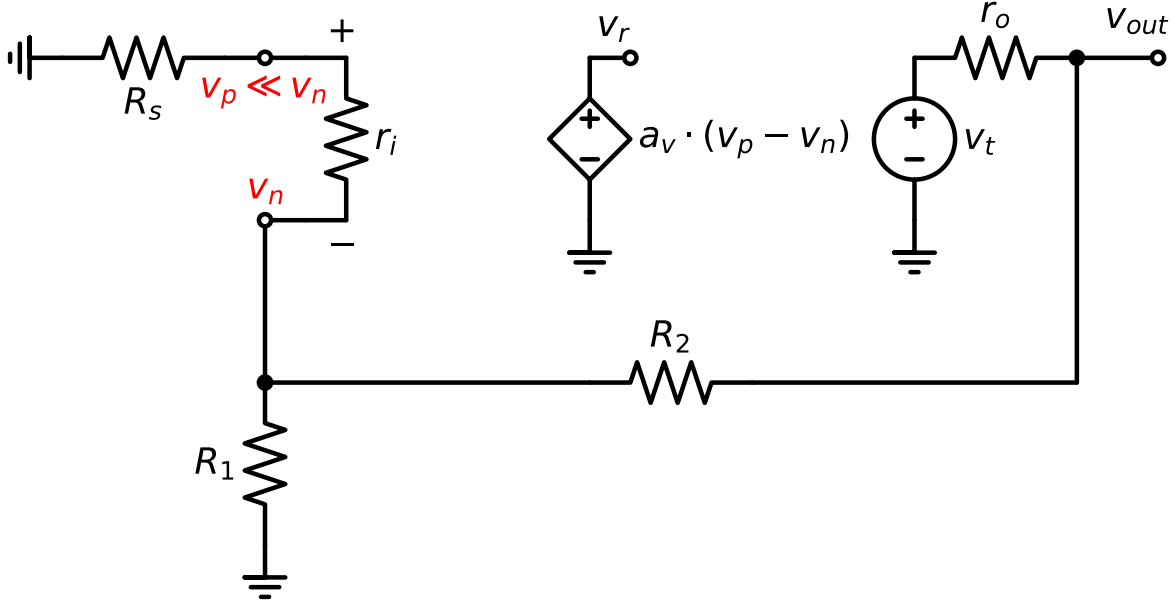 +
v_r
r_o
v_out
R_s
v_p ≪ v_n
r_i
+
−
a_v · (v_p − v_n)
+
−
v_t
v_n
−
R_2
R_1